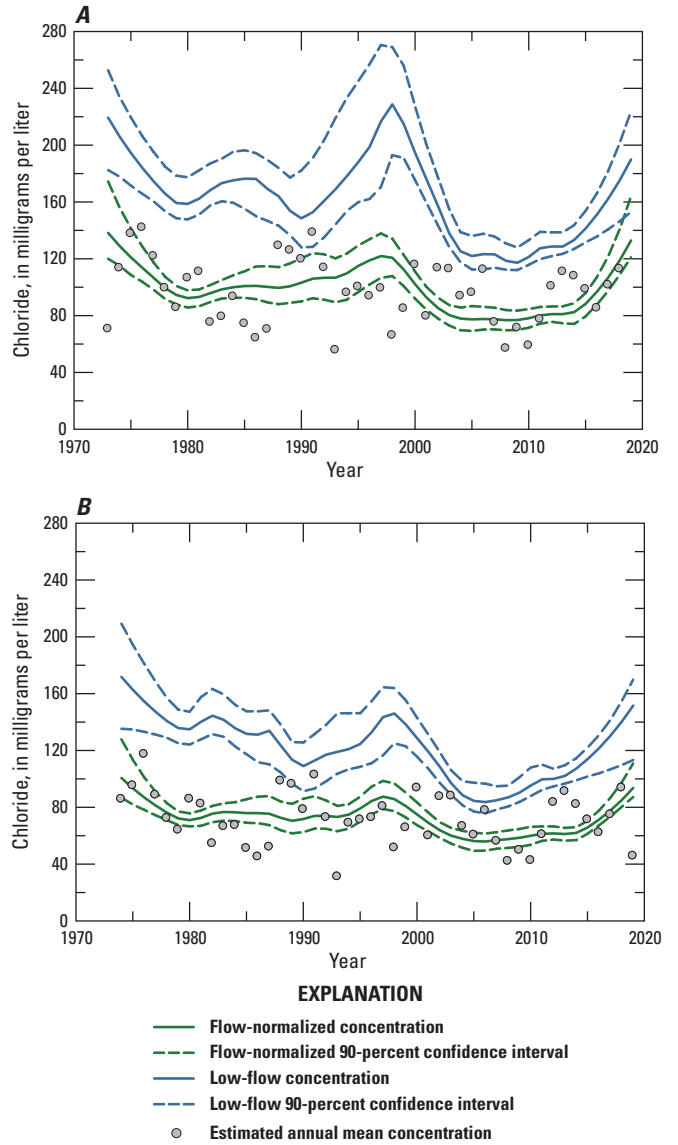 A
280
240
200
160
120
80
40
0
Chloride, in milligrams per liter
1970 1980 1990 2000 2010 2020
Year
B
280
240
200
160
120
80
40
0
Chloride, in milligrams per liter
1970 1980 1990 2000 2010 2020
Year
EXPLANATION
Flow-normalized concentration
Flow-normalized 90-percent confidence interval
Low-flow concentration
Low-flow 90-percent confidence interval
Estimated annual mean concentration